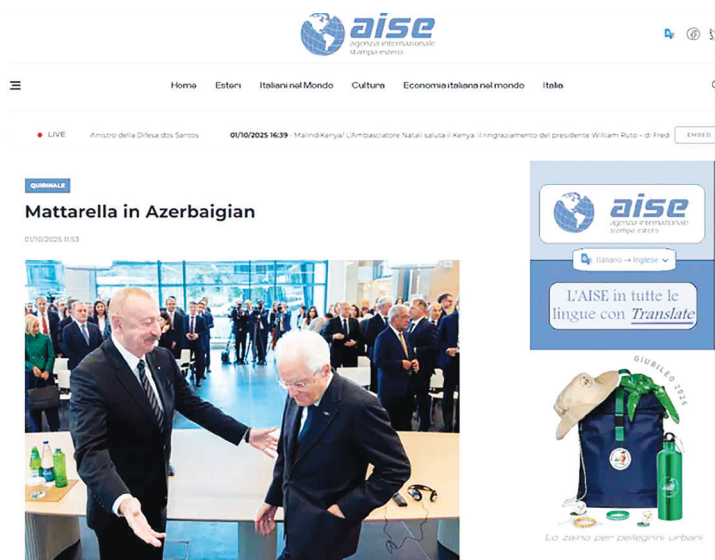 aise
agenzia internazionale
stampa estero
Home Esteri Italiani nel Mondo Cultura Economia italiana nel mondo Italia
LIVE Ministro della Difesa dos Santos 01/10/2025 16:39 - Malindi\Kenya/ L'Ambasciatore Natali saluta il Kenya: il ringraziamento del presidente William Ruto - di Fred EMBED
QUIRINALE
Mattarella in Azerbaigian
01/10/2025 11:53
aise
agenzia internazionale
stampa estero
Italiano → Inglese
L'AISE in tutte le
lingue con Translate
GIUBILEO 2025
Lo zaino per pellegrini urbani